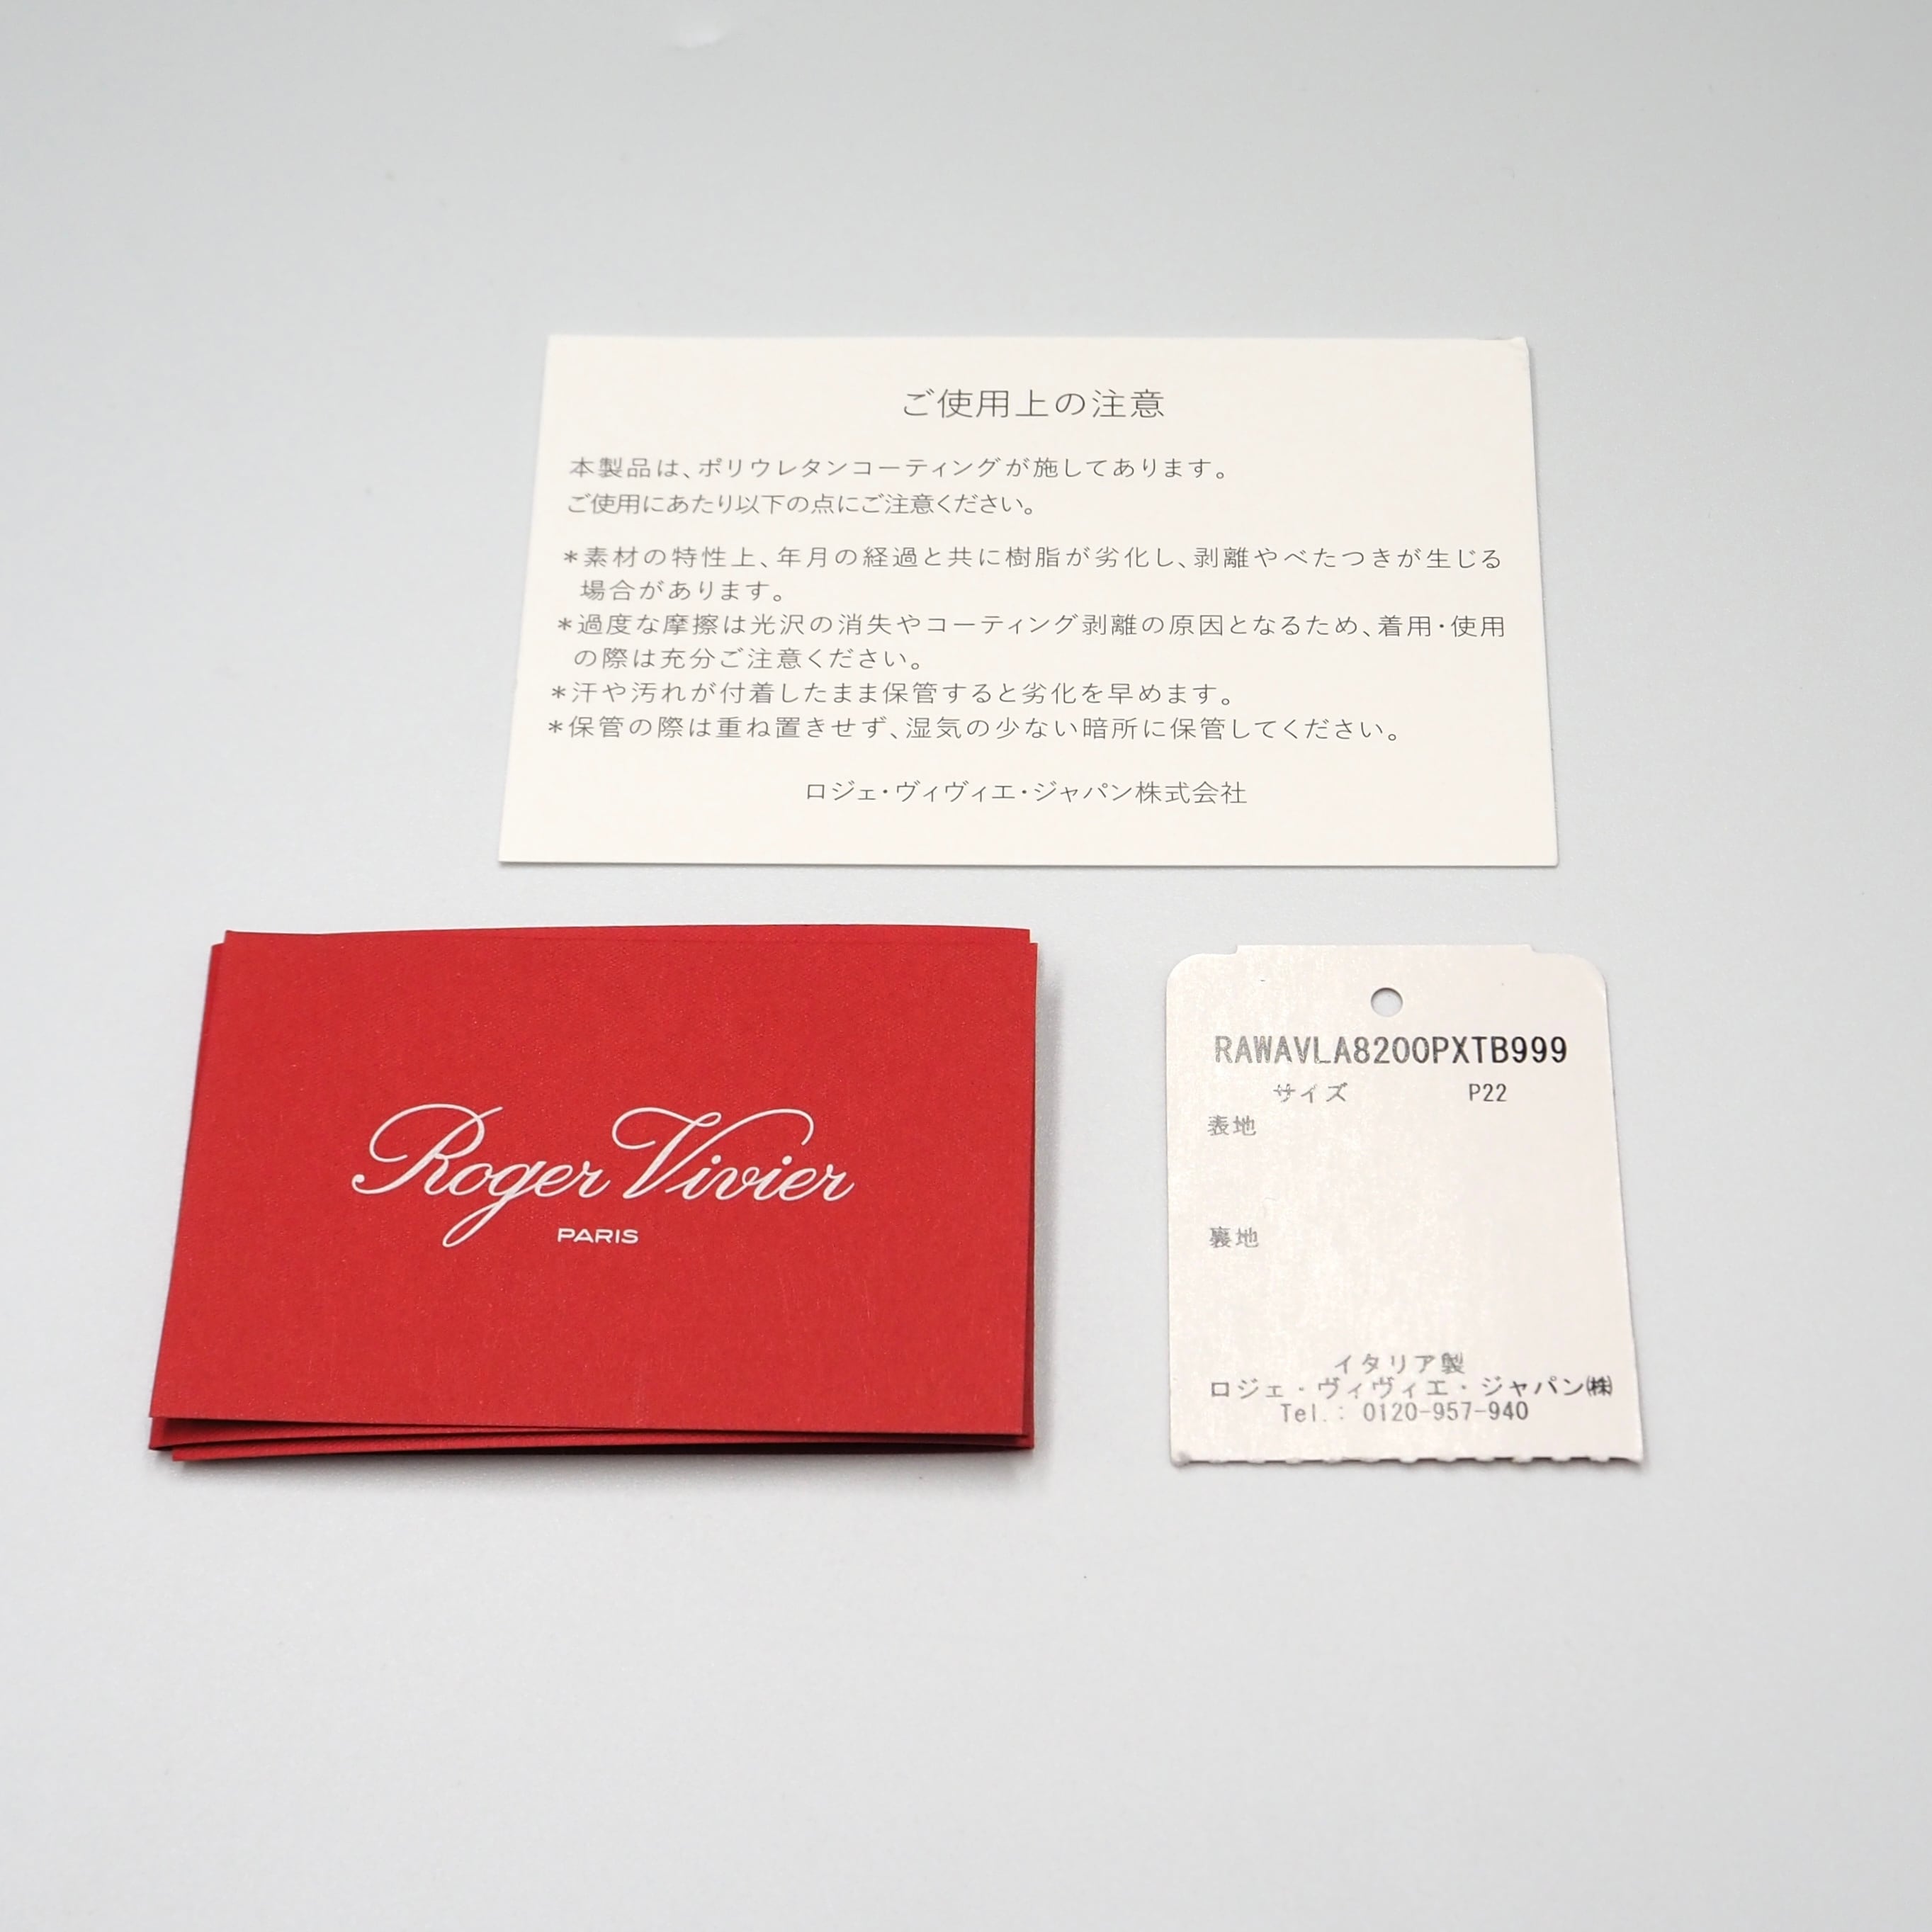 ご使用上の注意
本製品は、ポリウレタンコーティングが施してあります。
ご使用にあたり以下の点にご注意ください。
＊素材の特性上、年月の経過と共に樹脂が劣化し、剥離やべたつきが生じる
場合があります。
＊過度な摩擦は光沢の消失やコーティング剥離の原因となるため、着用・使用
の際は充分ご注意ください。
＊汗や汚れが付着したまま保管すると劣化を早めます。
＊保管の際は重ね置きせず、湿気の少ない暗所に保管してください。
ロジェ・ヴィヴィエ・ジャパン株式会社
Roger Vivier
PARIS
RAWAVLA8200PXTB999
サイズ P22
表地
裏地
イタリア製
ロジェ・ヴィヴィエ・ジャパン㈱
Tel.: 0120-957-940